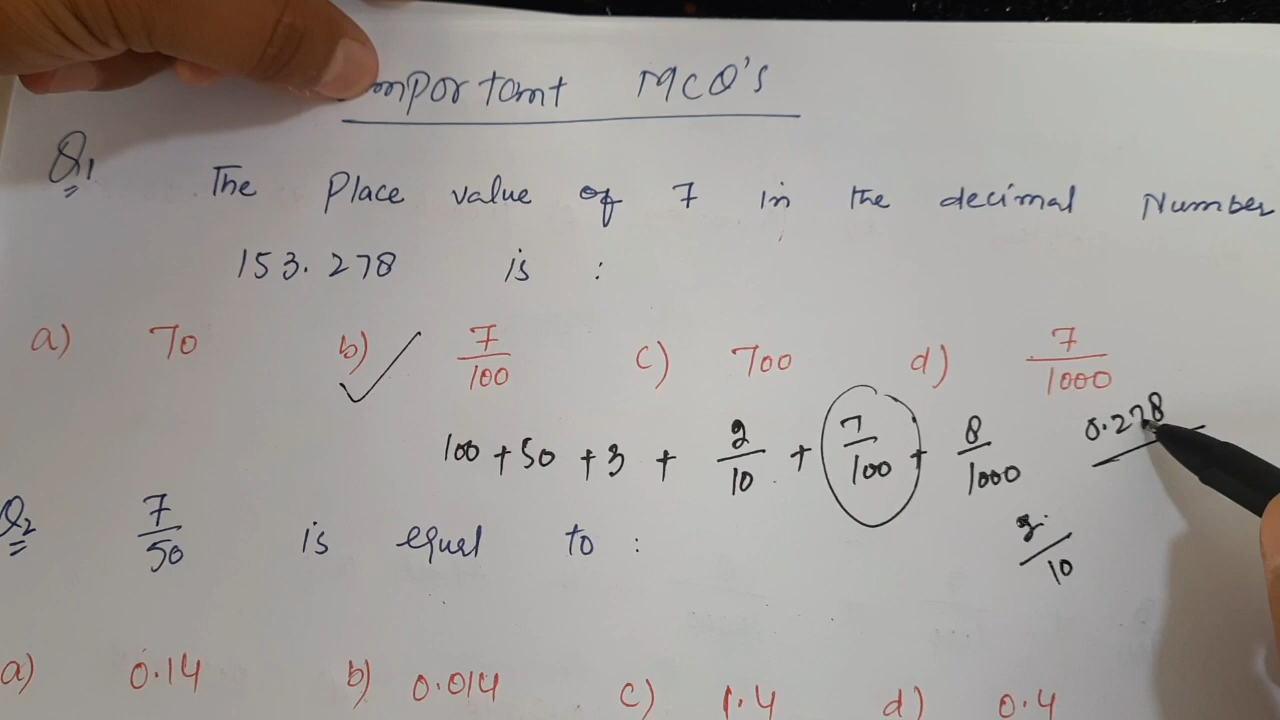 mportant MCQ's
Q1 The Place value of 7 in the decimal Number
153.278 is :
a) 70 b) 7/100 c) 700 d) 7/1000
100 + 50 + 3 + 2/10 + 7/100 + 8/1000 0.278
2/10
Q2 7/50 is equal to :
a) 0.14 b) 0.014 c) 1.4 d) 0.4